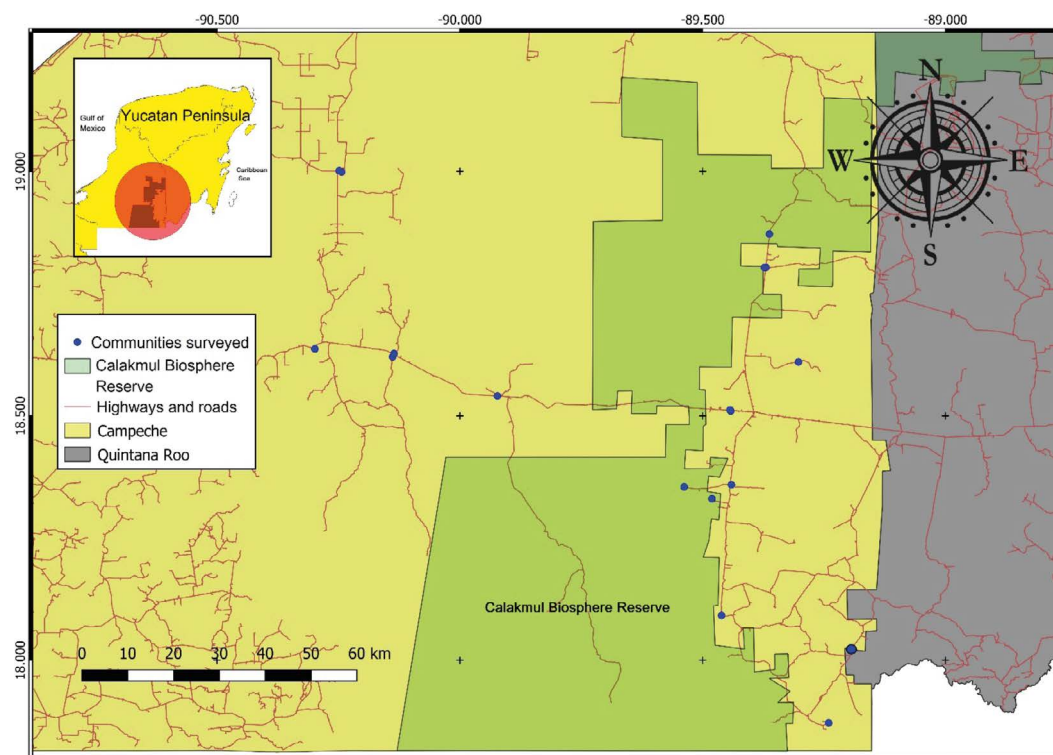 -90.500 -90.000 -89.500 -89.000
N
W E
S
19.000
18.500
18.000
Gulf of
Mexico
Yucatan Peninsula
Caribbean
Sea
Communities surveyed
Calakmul Biosphere
Reserve
Highways and roads
Campeche
Quintana Roo
Calakmul Biosphere Reserve
0 10 20 30 40 50 60 km